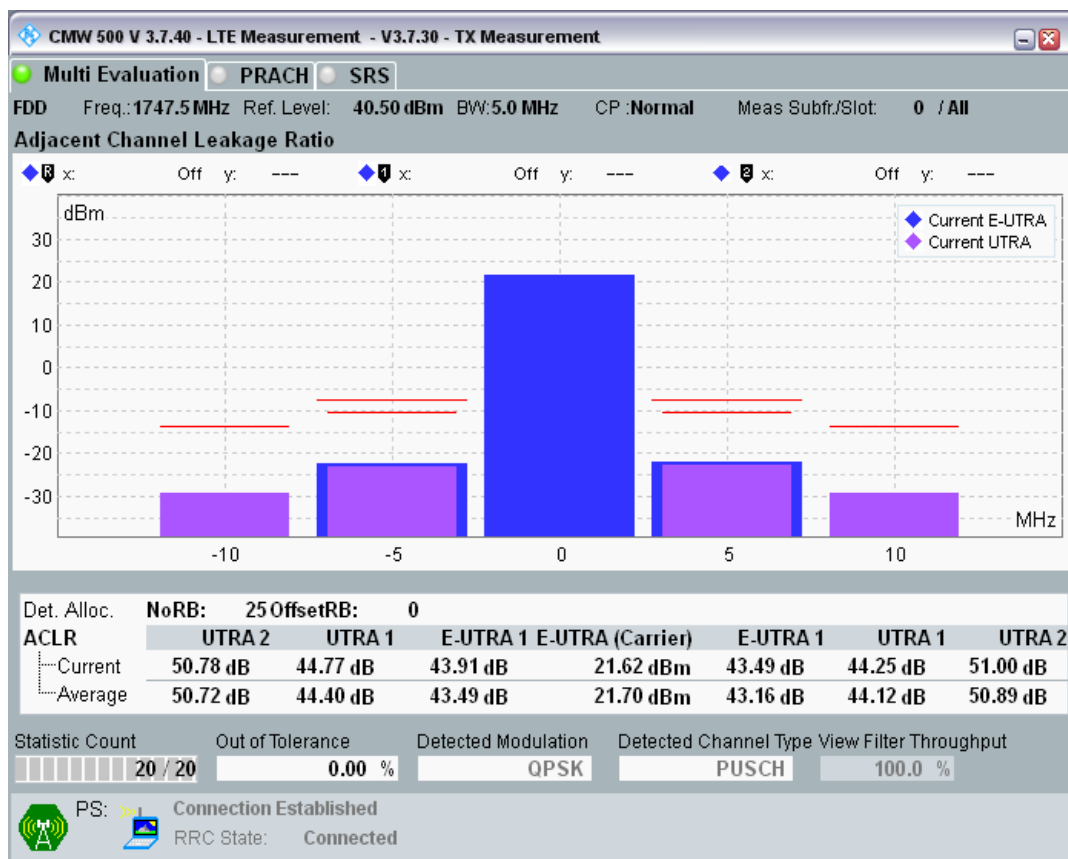 CMW 500 V 3.7.40 - LTE Measurement - V3.7.30 - TX Measurement
Multi Evaluation PRACH SRS
FDD Freq.: 1747.5 MHz Ref. Level: 40.50 dBm BW: 5.0 MHz CP : Normal Meas Subfr./Slot: 0 / All
Adjacent Channel Leakage Ratio
R x: Off y: --- 1 x: Off y: --- 2 x: Off y: ---
dBm
Current E-UTRA
Current UTRA
30
20
10
0
-10
-20
-30
MHz
-10 -5 0 5 10
Det. Alloc. NoRB: 25 OffsetRB: 0
ACLR UTRA 2 UTRA 1 E-UTRA 1 E-UTRA (Carrier) E-UTRA 1 UTRA 1 UTRA 2
Current 50.78 dB 44.77 dB 43.91 dB 21.62 dBm 43.49 dB 44.25 dB 51.00 dB
Average 50.72 dB 44.40 dB 43.49 dB 21.70 dBm 43.16 dB 44.12 dB 50.89 dB
Statistic Count Out of Tolerance Detected Modulation Detected Channel Type View Filter Throughput
20 / 20 0.00 % QPSK PUSCH 100.0 %
PS: Connection Established
RRC State: Connected